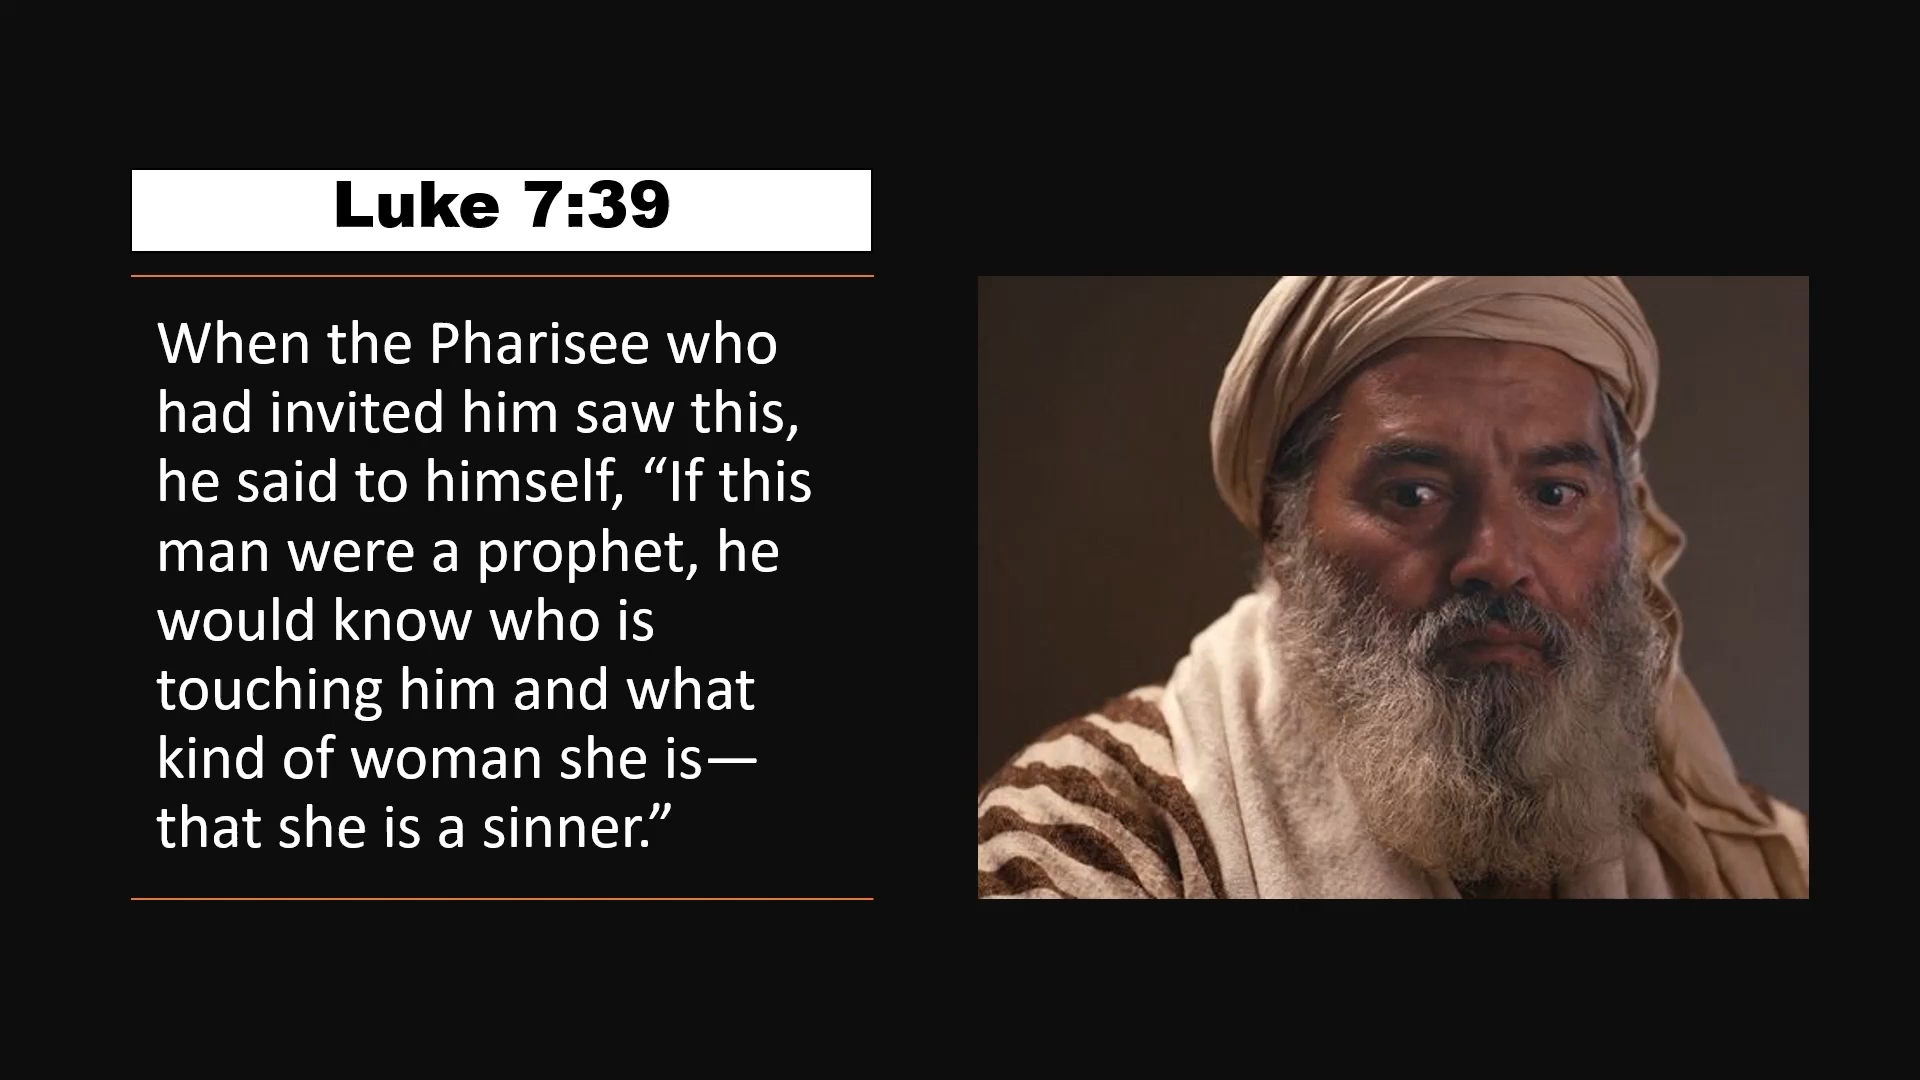 Luke 7:39
When the Pharisee who
had invited him saw this,
he said to himself, “If this
man were a prophet, he
would know who is
touching him and what
kind of woman she is—
that she is a sinner.”